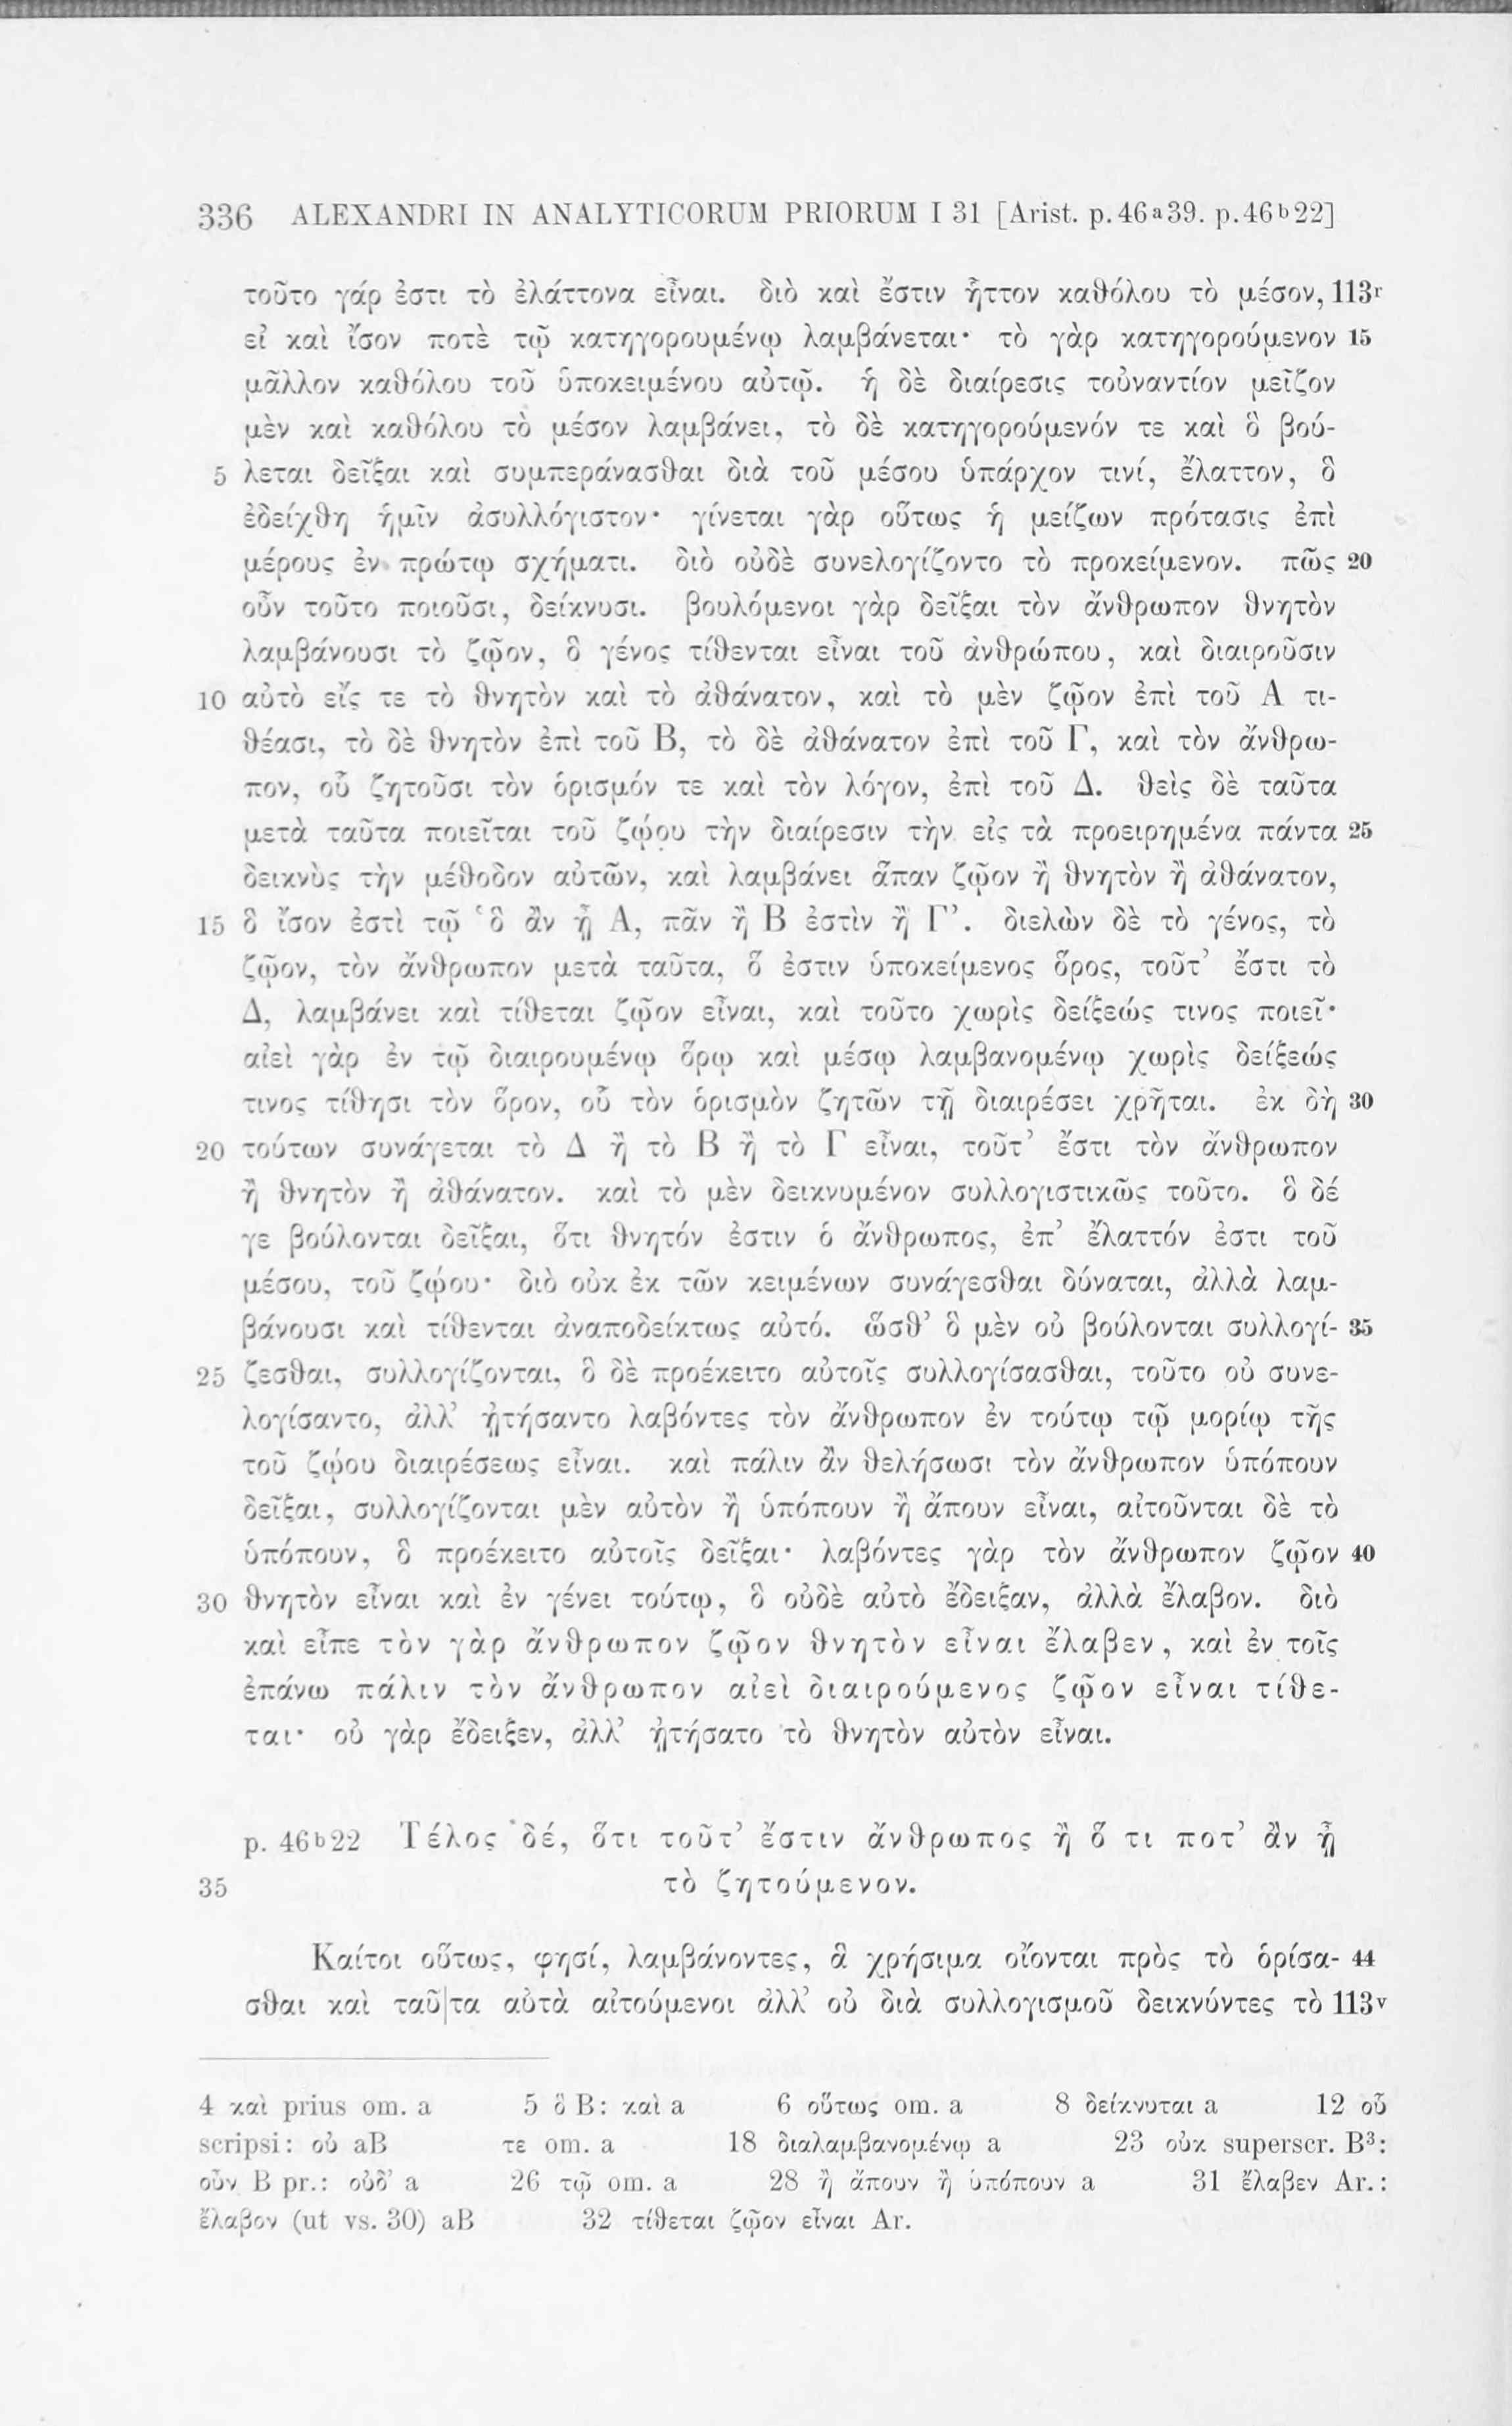 336 ALEXANDRI IN ANALYTICORUM PRIORUM I 31 [Arist. p.46a39. p.46b22]
τοῦτο γάρ ἐστι τὸ ἐλάττονα εἶναι. διὸ καὶ ἔστιν ἧττον καθόλου τὸ μέσον, 113r
εἰ καὶ ἴσον ποτὲ τῷ κατηγορουμένῳ λαμβάνεται· τὸ γὰρ κατηγορούμενον 15
μᾶλλον καθόλου τοῦ ὑποκειμένου αὐτῷ. ἡ δὲ διαίρεσις τοὐναντίον μεῖζον
μὲν καὶ καθόλου τὸ μέσον λαμβάνει, τὸ δὲ κατηγορούμενόν τε καὶ ὃ βού-
5 λεται δεῖξαι καὶ συμπεράνασθαι διὰ τοῦ μέσου ὑπάρχον τινί, ἔλαττον, ὃ
ἐδείχθη ἡμῖν ἀσυλλόγιστον· γίνεται γὰρ οὕτως ἡ μείζων πρότασις ἐπὶ
μέρους ἐν πρώτῳ σχήματι. διὸ οὐδὲ συνελογίζοντο τὸ προκείμενον. πῶς 20
οὖν τοῦτο ποιοῦσι, δείκνυσι. βουλόμενοι γὰρ δεῖξαι τὸν ἄνθρωπον θνητὸν
λαμβάνουσι τὸ ζῷον, ὃ γένος τίθενται εἶναι τοῦ ἀνθρώπου, καὶ διαιροῦσιν
10 αὐτὸ εἴς τε τὸ θνητὸν καὶ τὸ ἀθάνατον, καὶ τὸ μὲν ζῷον ἐπὶ τοῦ Α τι-
θέασι, τὸ δὲ θνητὸν ἐπὶ τοῦ Β, τὸ δὲ ἀθάνατον ἐπὶ τοῦ Γ, καὶ τὸν ἄνθρω-
πον, οὗ ζητοῦσι τὸν ὁρισμόν τε καὶ τὸν λόγον, ἐπὶ τοῦ Δ. θεὶς δὲ ταῦτα
μετὰ ταῦτα ποιεῖται τοῦ ζῴου τὴν διαίρεσιν τὴν εἰς τὰ προειρημένα πάντα 25
δεικνὺς τὴν μέθοδον αὐτῶν, καὶ λαμβάνει ἅπαν ζῷον ἢ θνητὸν ἢ ἀθάνατον,
15 ὃ ἴσον ἐστὶ τῷ ‘ὃ ἂν ᾖ Α, πᾶν ἢ Β ἐστὶν ἢ Γ’. διελὼν δὲ τὸ γένος, τὸ
ζῷον, τὸν ἄνθρωπον μετὰ ταῦτα, ὅ ἐστιν ὑποκείμενος ὅρος, τοῦτ’ ἔστι τὸ
Δ, λαμβάνει καὶ τίθεται ζῷον εἶναι, καὶ τοῦτο χωρὶς δείξεώς τινος ποιεῖ·
αἰεὶ γὰρ ἐν τῷ διαιρουμένῳ ὅρῳ καὶ μέσῳ λαμβανομένῳ χωρὶς δείξεώς
τινος τίθησι τὸν ὅρον, οὗ τὸν ὁρισμὸν ζητῶν τῇ διαιρέσει χρῆται. ἐκ δὴ 30
20 τούτων συνάγεται τὸ Δ ἢ τὸ Β ἢ τὸ Γ εἶναι, τοῦτ’ ἔστι τὸν ἄνθρωπον
ἢ θνητὸν ἢ ἀθάνατον. καὶ τὸ μὲν δεικνυμένον συλλογιστικῶς τοῦτο. ὃ δέ
γε βούλονται δεῖξαι, ὅτι θνητόν ἐστιν ὁ ἄνθρωπος, ἐπ’ ἔλαττόν ἐστι τοῦ
μέσου, τοῦ ζῴου· διὸ οὐκ ἐκ τῶν κειμένων συνάγεσθαι δύναται, ἀλλὰ λαμ-
βάνουσι καὶ τίθενται ἀναποδείκτως αὐτό. ὥσθ’ ὃ μὲν οὐ βούλονται συλλογί- 35
25 ζεσθαι, συλλογίζονται, ὃ δὲ προέκειτο αὐτοῖς συλλογίσασθαι, τοῦτο οὐ συνε-
λογίσαντο, ἀλλ’ ᾐτήσαντο λαβόντες τὸν ἄνθρωπον ἐν τούτῳ τῷ μορίῳ τῆς
τοῦ ζῴου διαιρέσεως εἶναι. καὶ πάλιν ἂν θελήσωσι τὸν ἄνθρωπον ὑπόπουν
δεῖξαι, συλλογίζονται μὲν αὐτὸν ἢ ὑπόπουν ἢ ἄπουν εἶναι, αἰτοῦνται δὲ τὸ
ὑπόπουν, ὃ προέκειτο αὐτοῖς δεῖξαι· λαβόντες γὰρ τὸν ἄνθρωπον ζῷον 40
30 θνητὸν εἶναι καὶ ἐν γένει τούτῳ, ὃ οὐδὲ αὐτὸ ἔδειξαν, ἀλλὰ ἔλαβον. διὸ
καὶ εἶπε τὸν γὰρ ἄνθρωπον ζῷον θνητὸν εἶναι ἔλαβεν, καὶ ἐν τοῖς
ἐπάνω πάλιν τὸν ἄνθρωπον αἰεὶ διαιρούμενος ζῷον εἶναι τίθε-
ται· οὐ γὰρ ἔδειξεν, ἀλλ’ ᾐτήσατο τὸ θνητὸν αὐτὸν εἶναι.
p. 46b22 Τέλος δέ, ὅτι τοῦτ’ ἔστιν ἄνθρωπος ἢ ὅ τι ποτ’ ἂν ᾖ
35 τὸ ζητούμενον.
Καίτοι οὕτως, φησί, λαμβάνοντες, ἃ χρήσιμα οἴονται πρὸς τὸ ὁρίσα- 44
σθαι καὶ ταῦ|τα αὐτὰ αἰτούμενοι ἀλλ’ οὐ διὰ συλλογισμοῦ δεικνύντες τὸ 113v
4 καὶ prius om. a 5 ὃ B: καὶ a 6 οὕτως om. a 8 δείκνυται a 12 οὗ
scripsi: οὐ aB τε om. a 18 διαλαμβανομένῳ a 23 οὐκ superscr. B3:
οὖν B pr.: οὐδ’ a 26 τῷ om. a 28 ἢ ἄπουν ἢ ὑπόπουν a 31 ἔλαβεν Ar.:
ἔλαβον (ut vs. 30) aB 32 τίθεται ζῷον εἶναι Ar.